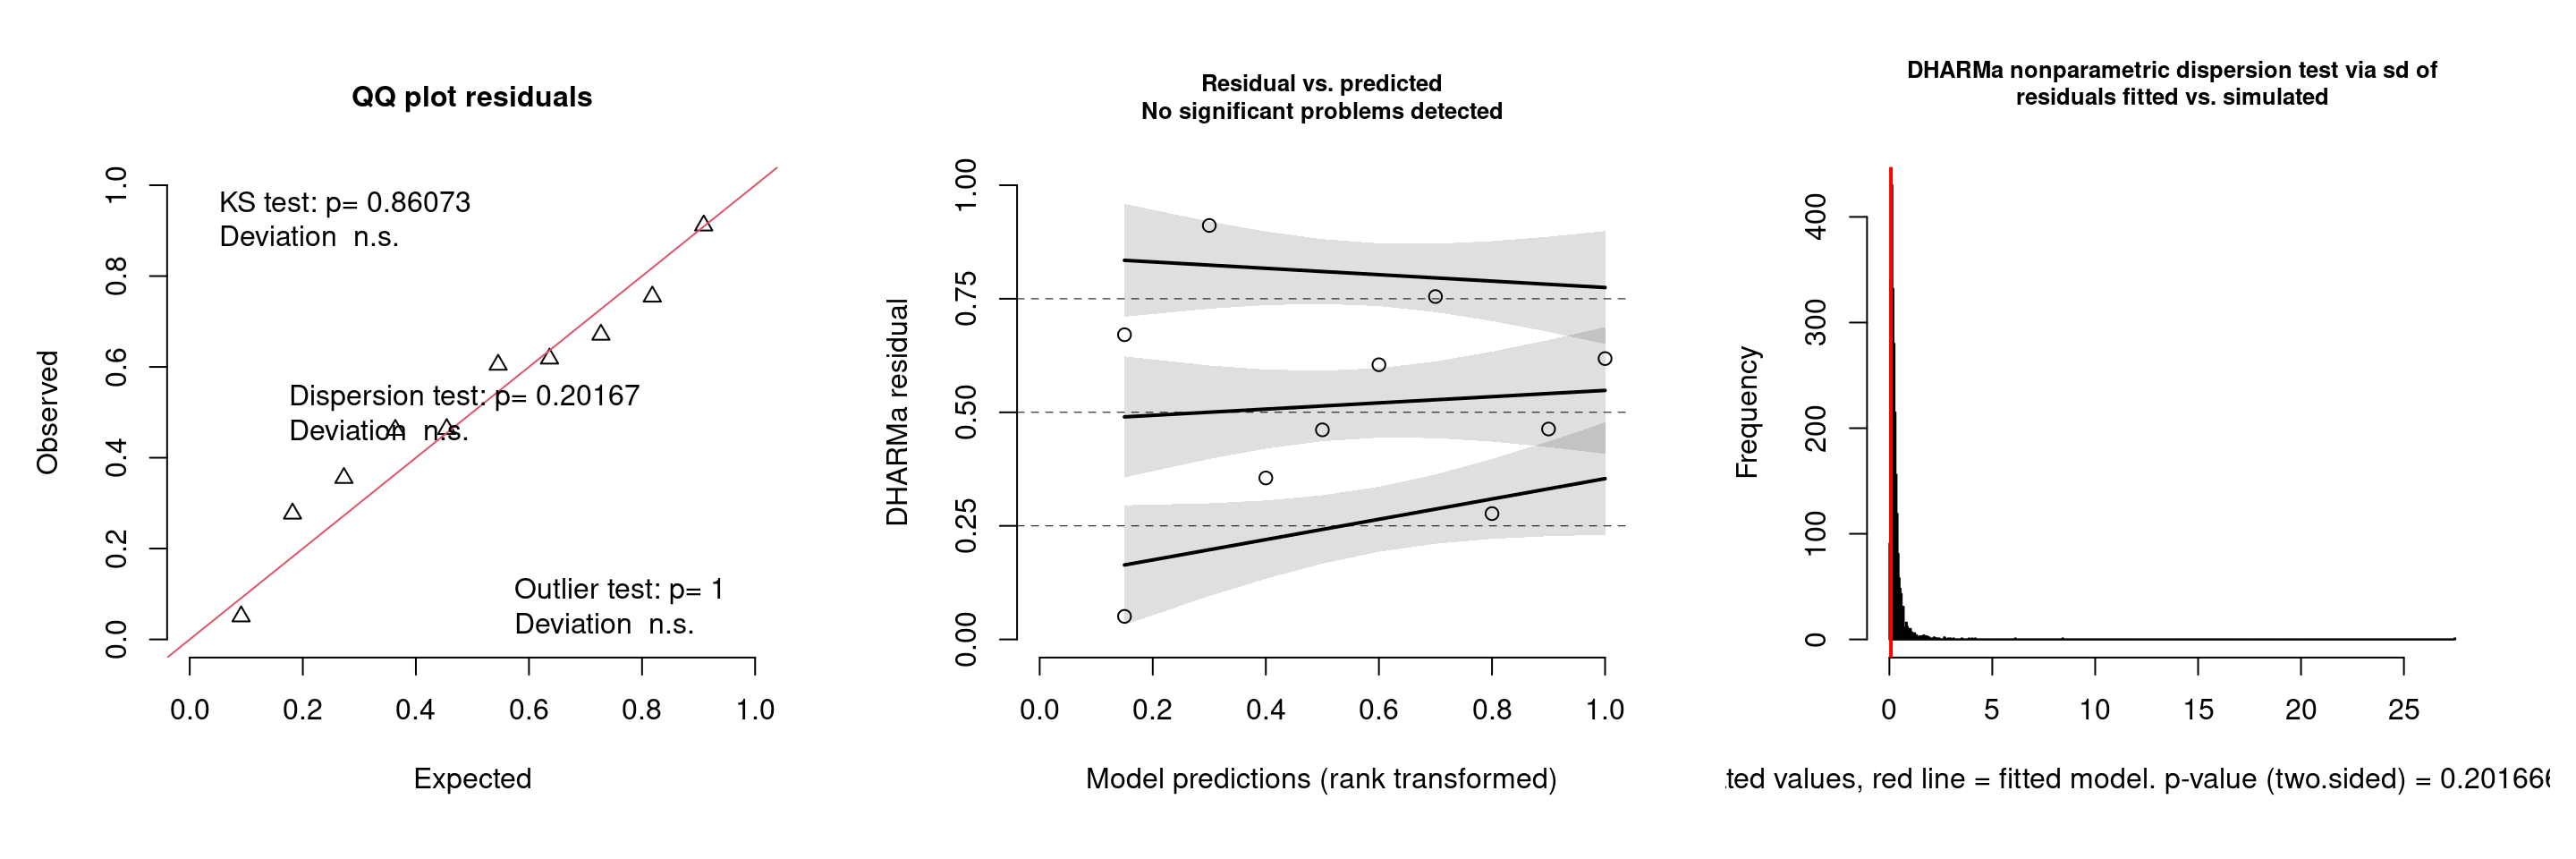 QQ plot residuals
KS test: p= 0.86073
Deviation n.s.
Dispersion test: p= 0.20167
Deviation n.s.
Outlier test: p= 1
Deviation n.s.
Observed
0.0 0.2 0.4 0.6 0.8 1.0
0.0 0.2 0.4 0.6 0.8 1.0
Expected
Residual vs. predicted
No significant problems detected
DHARMa residual
0.00 0.25 0.50 0.75 1.00
0.0 0.2 0.4 0.6 0.8 1.0
Model predictions (rank transformed)
DHARMa nonparametric dispersion test via sd of
residuals fitted vs. simulated
Frequency
0 100 200 300 400
0 5 10 15 20 25
ted values, red line = fitted model. p-value (two.sided) = 0.201666